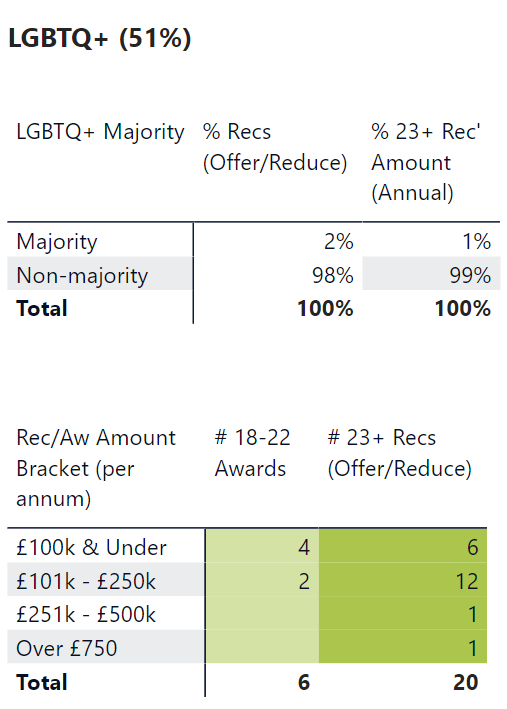 LGBTQ+ (51%)
LGBTQ+ Majority % Recs % 23+ Rec'
(Offer/Reduce) Amount
(Annual)
Majority 2% 1%
Non-majority 98% 99%
Total 100% 100%
Rec/Aw Amount # 18-22 # 23+ Recs
Bracket (per Awards (Offer/Reduce)
annum)
£100k & Under 4 6
£101k - £250k 2 12
£251k - £500k 1
Over £750 1
Total 6 20